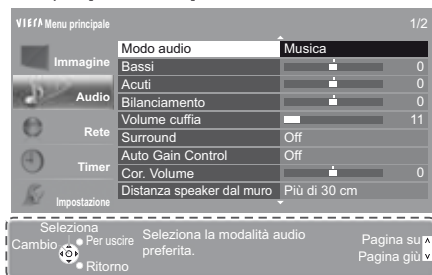 VIErA Menu principale 1/2
Immagine
Audio
Rete
Timer
Impostazione
Modo audio Musica
Bassi 0
Acuti 0
Bilanciamento 0
Volume cuffia 11
Surround Off
Auto Gain Control Off
Cor. Volume 0
Distanza speaker dal muro Più di 30 cm
Seleziona
Cambio
Per uscire
Ritorno
Seleziona la modalità audio
preferita.
Pagina su
Pagina giù